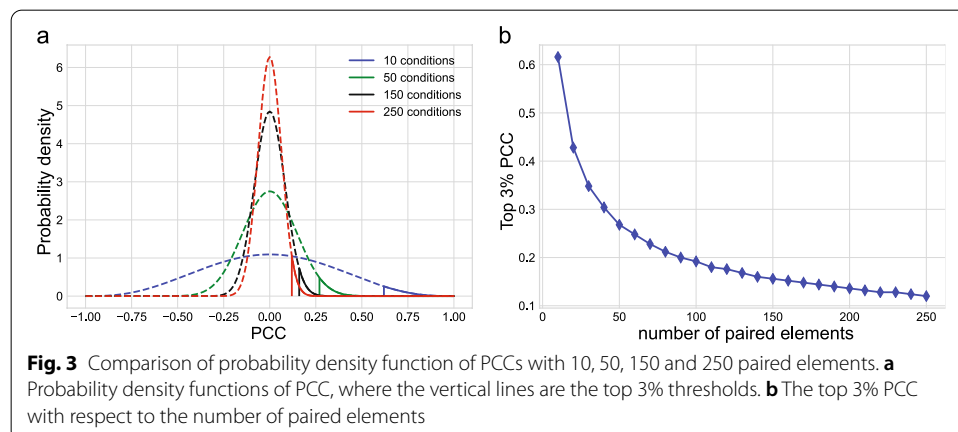 a
6
5
4
3
2
1
0
Probability density
10 conditions
50 conditions
150 conditions
250 conditions
−1.00 −0.75 −0.50 −0.25 0.00 0.25 0.50 0.75 1.00
PCC
b
0.6
0.5
0.4
0.3
0.2
0.1
Top 3% PCC
0 50 100 150 200 250
number of paired elements
Fig. 3 Comparison of probability density function of PCCs with 10, 50, 150 and 250 paired elements. a
Probability density functions of PCC, where the vertical lines are the top 3% thresholds. b The top 3% PCC
with respect to the number of paired elements